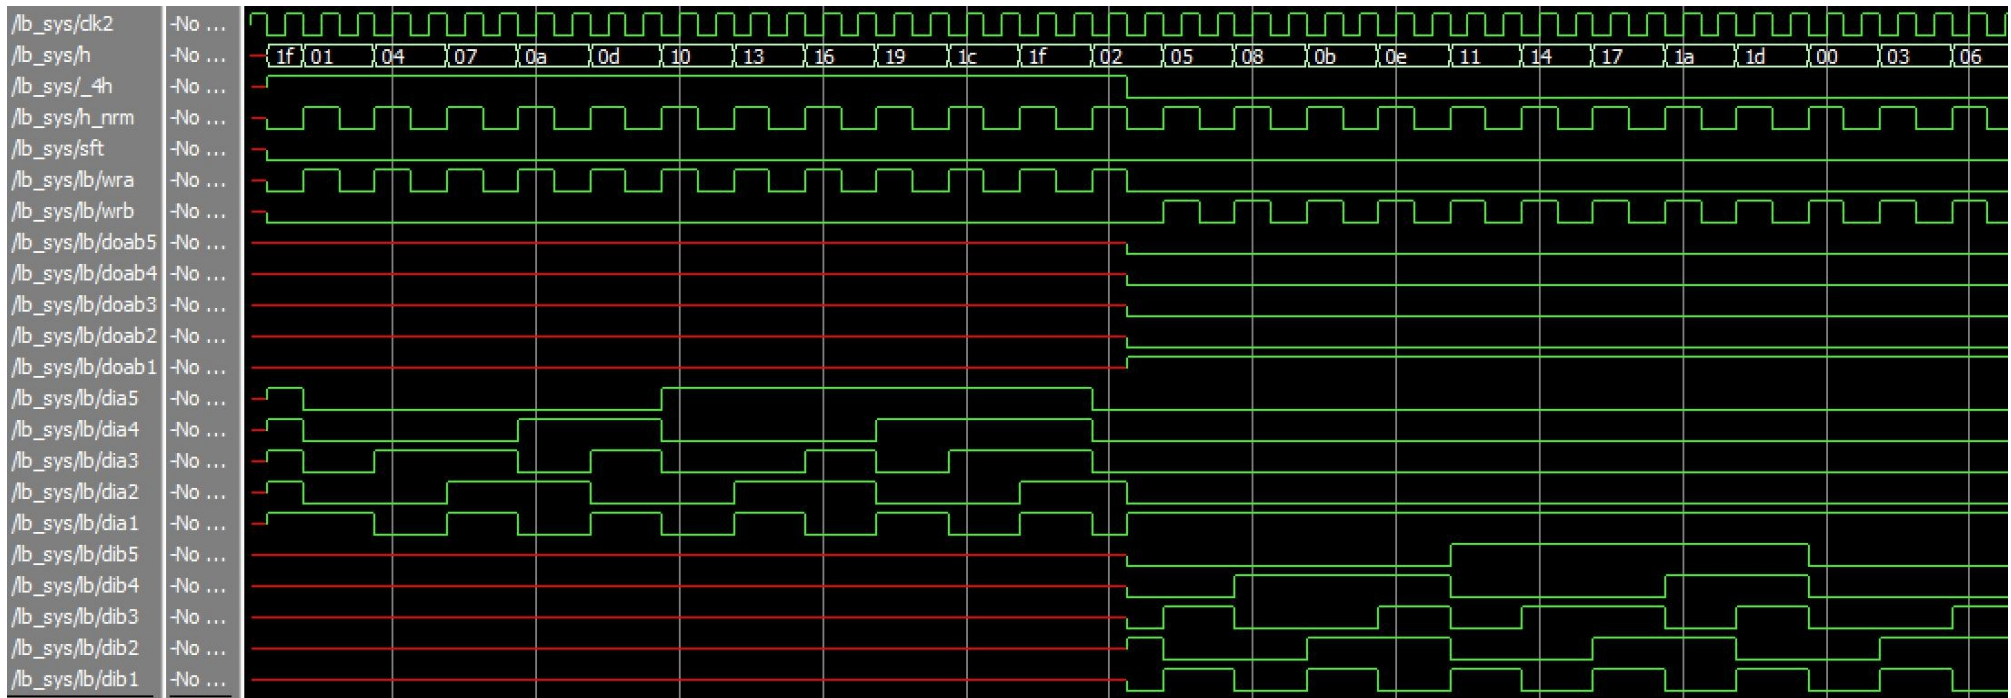 /lb_sys/clk2 -No ...
/lb_sys/h -No ... 1f 01 04 07 0a 0d 10 13 16 19 1c 1f 02 05 08 0b 0e 11 14 17 1a 1d 00 03 06
/lb_sys/_4h -No ...
/lb_sys/h_nrm -No ...
/lb_sys/sft -No ...
/lb_sys/lb/wra -No ...
/lb_sys/lb/wrb -No ...
/lb_sys/lb/doab5 -No ...
/lb_sys/lb/doab4 -No ...
/lb_sys/lb/doab3 -No ...
/lb_sys/lb/doab2 -No ...
/lb_sys/lb/doab1 -No ...
/lb_sys/lb/dia5 -No ...
/lb_sys/lb/dia4 -No ...
/lb_sys/lb/dia3 -No ...
/lb_sys/lb/dia2 -No ...
/lb_sys/lb/dia1 -No ...
/lb_sys/lb/dib5 -No ...
/lb_sys/lb/dib4 -No ...
/lb_sys/lb/dib3 -No ...
/lb_sys/lb/dib2 -No ...
/lb_sys/lb/dib1 -No ...